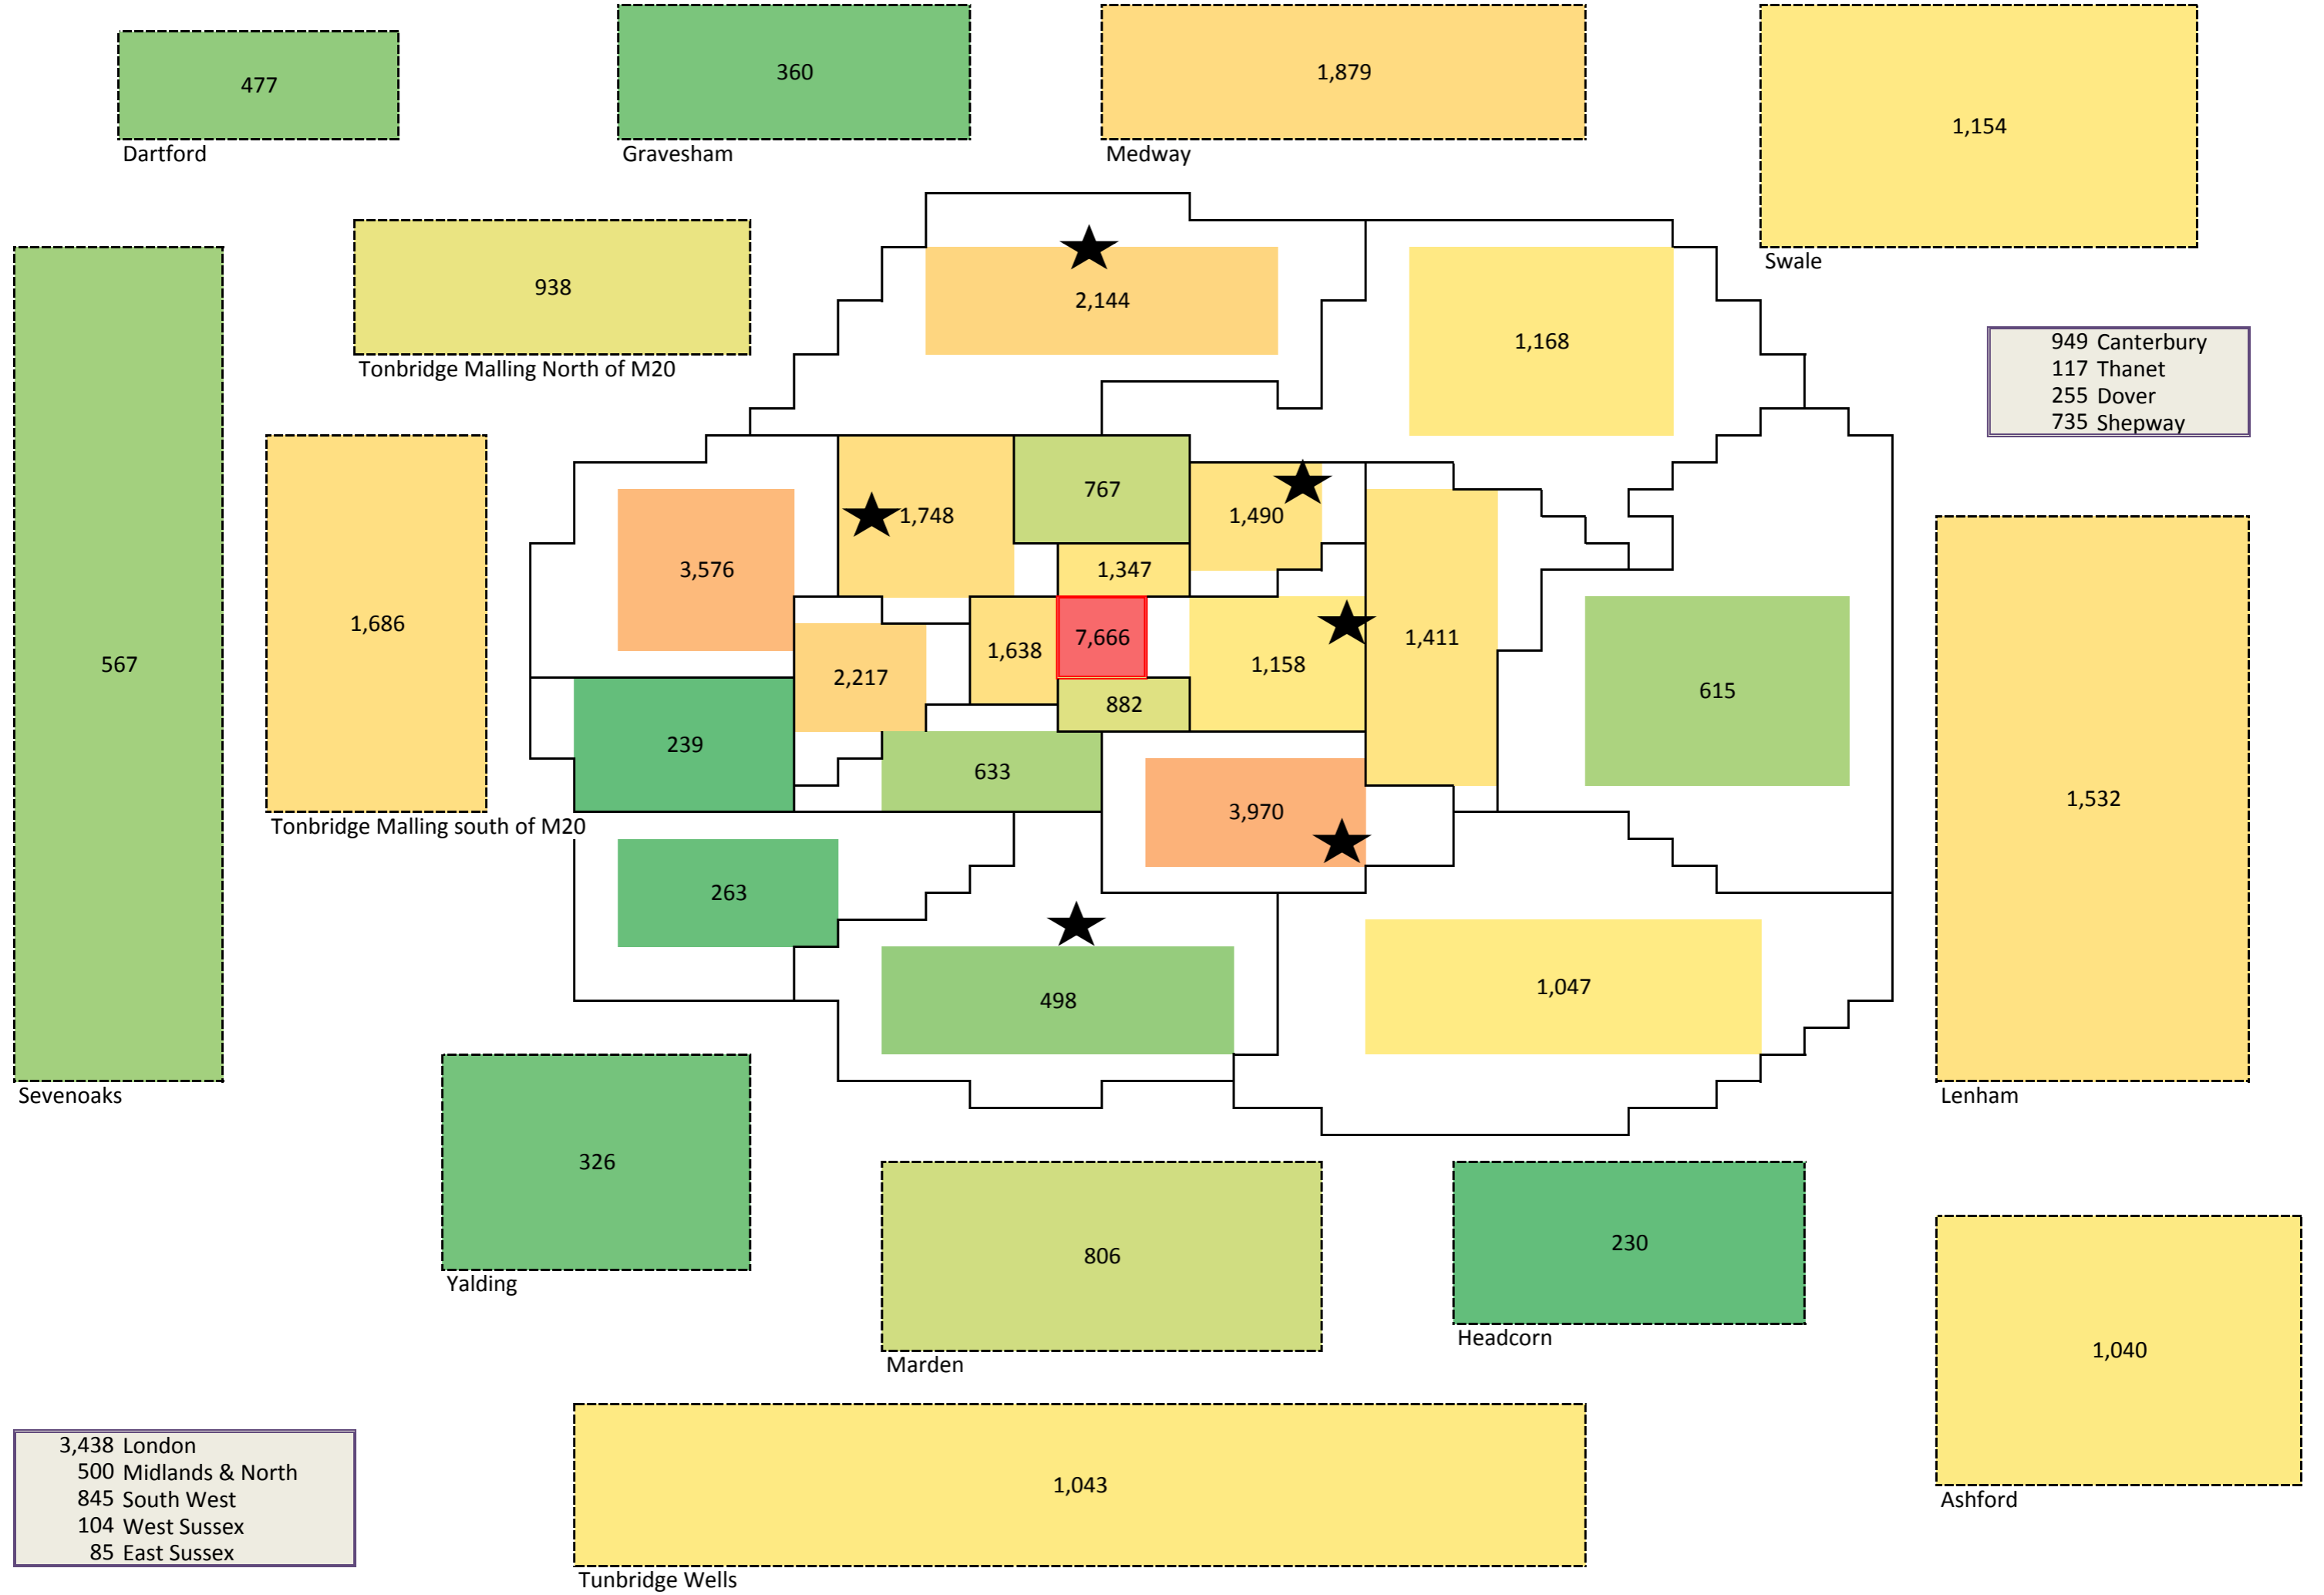 477
Dartford
360
Gravesham
1,879
Medway
1,154
Swale
938
Tonbridge Malling North of M20
2,144
1,168
949 Canterbury
117 Thanet
255 Dover
735 Shepway
567
Sevenoaks
1,686
Tonbridge Malling south of M20
3,576
1,748
767
1,490
1,347
1,411
2,217
1,638
7,666
1,158
882
615
239
633
3,970
1,532
Lenham
263
498
1,047
326
Yalding
806
Marden
230
Headcorn
1,040
Ashford
3,438 London
500 Midlands & North
845 South West
104 West Sussex
85 East Sussex
1,043
Tunbridge Wells